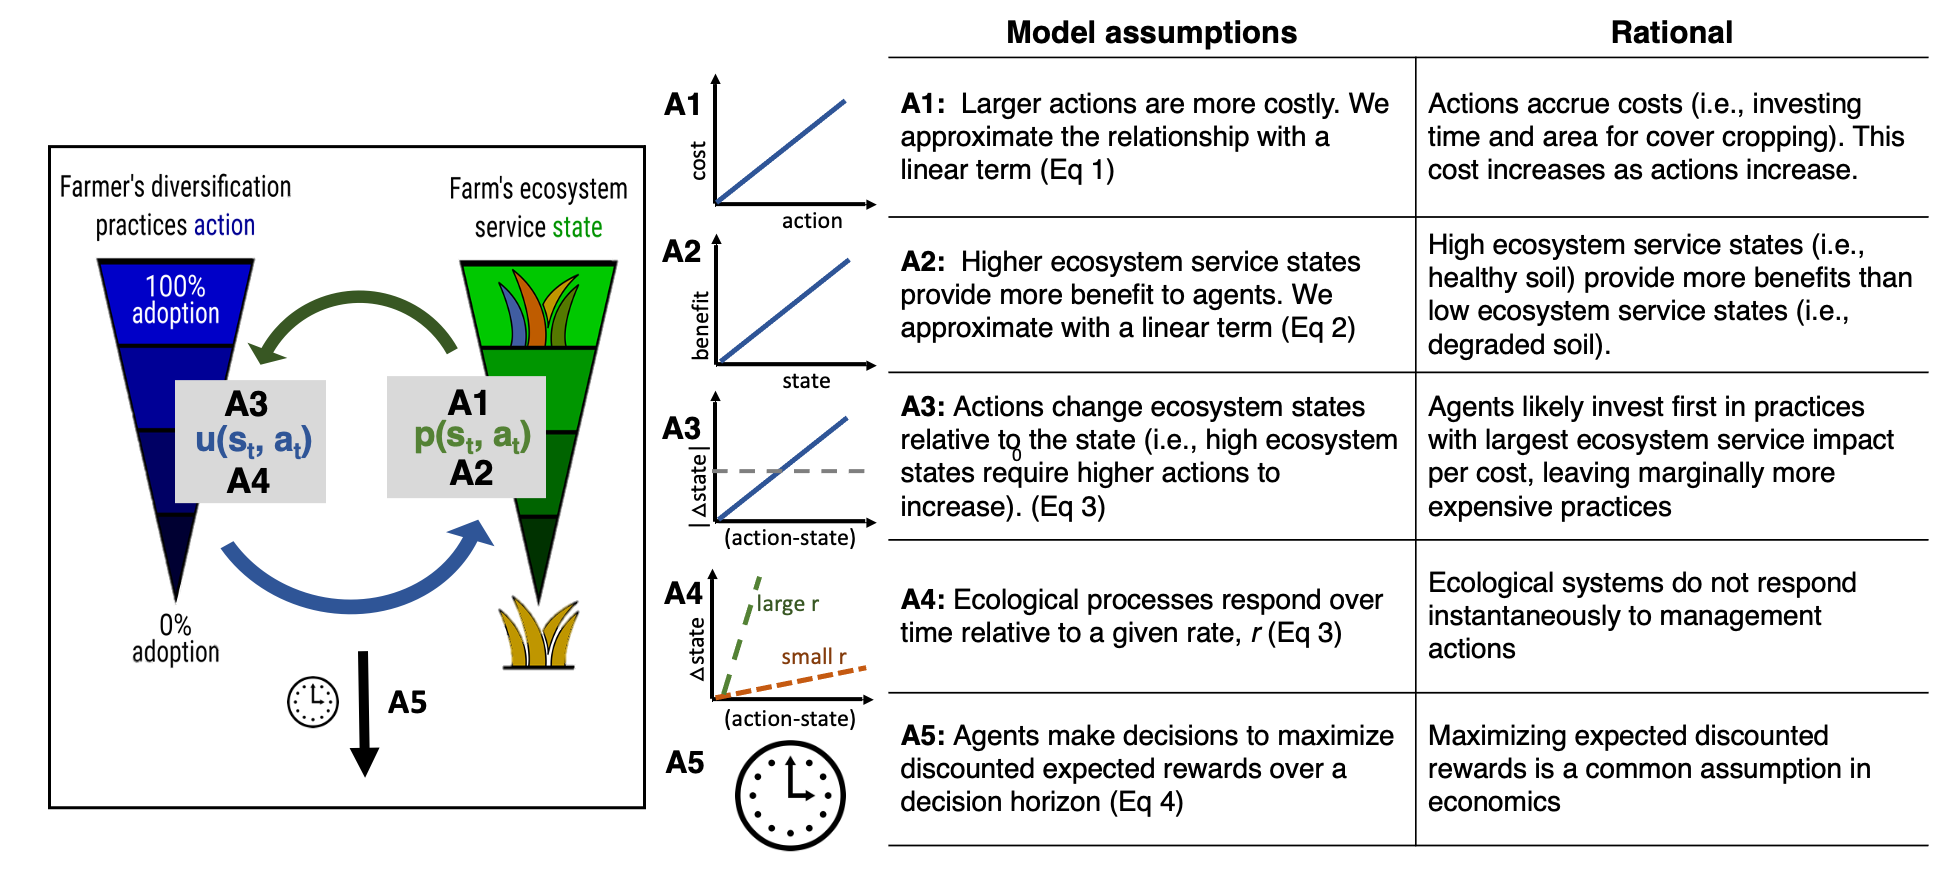 Model assumptions
Rational
Farmer's diversification
practices action
Farm's ecosystem
service state
100%
adoption
A3
u(st, at)
A4
A1
p(st, at)
A2
0%
adoption
A5
A1
cost
action
A1:  Larger actions are more costly. We
approximate the relationship with a
linear term (Eq 1)
Actions accrue costs (i.e., investing
time and area for cover cropping). This
cost increases as actions increase.
A2
benefit
state
A2:  Higher ecosystem service states
provide more benefit to agents. We
approximate with a linear term (Eq 2)
High ecosystem service states (i.e.,
healthy soil) provide more benefits than
low ecosystem service states (i.e.,
degraded soil).
A3
|△state|
(action-state)
0
A3: Actions change ecosystem states
relative to the state (i.e., high ecosystem
states require higher actions to
increase). (Eq 3)
Agents likely invest first in practices
with largest ecosystem service impact
per cost, leaving marginally more
expensive practices
A4
△state
large r
small r
(action-state)
A4: Ecological processes respond over
time relative to a given rate, r (Eq 3)
Ecological systems do not respond
instantaneously to management
actions
A5
A5: Agents make decisions to maximize
discounted expected rewards over a
decision horizon (Eq 4)
Maximizing expected discounted
rewards is a common assumption in
economics